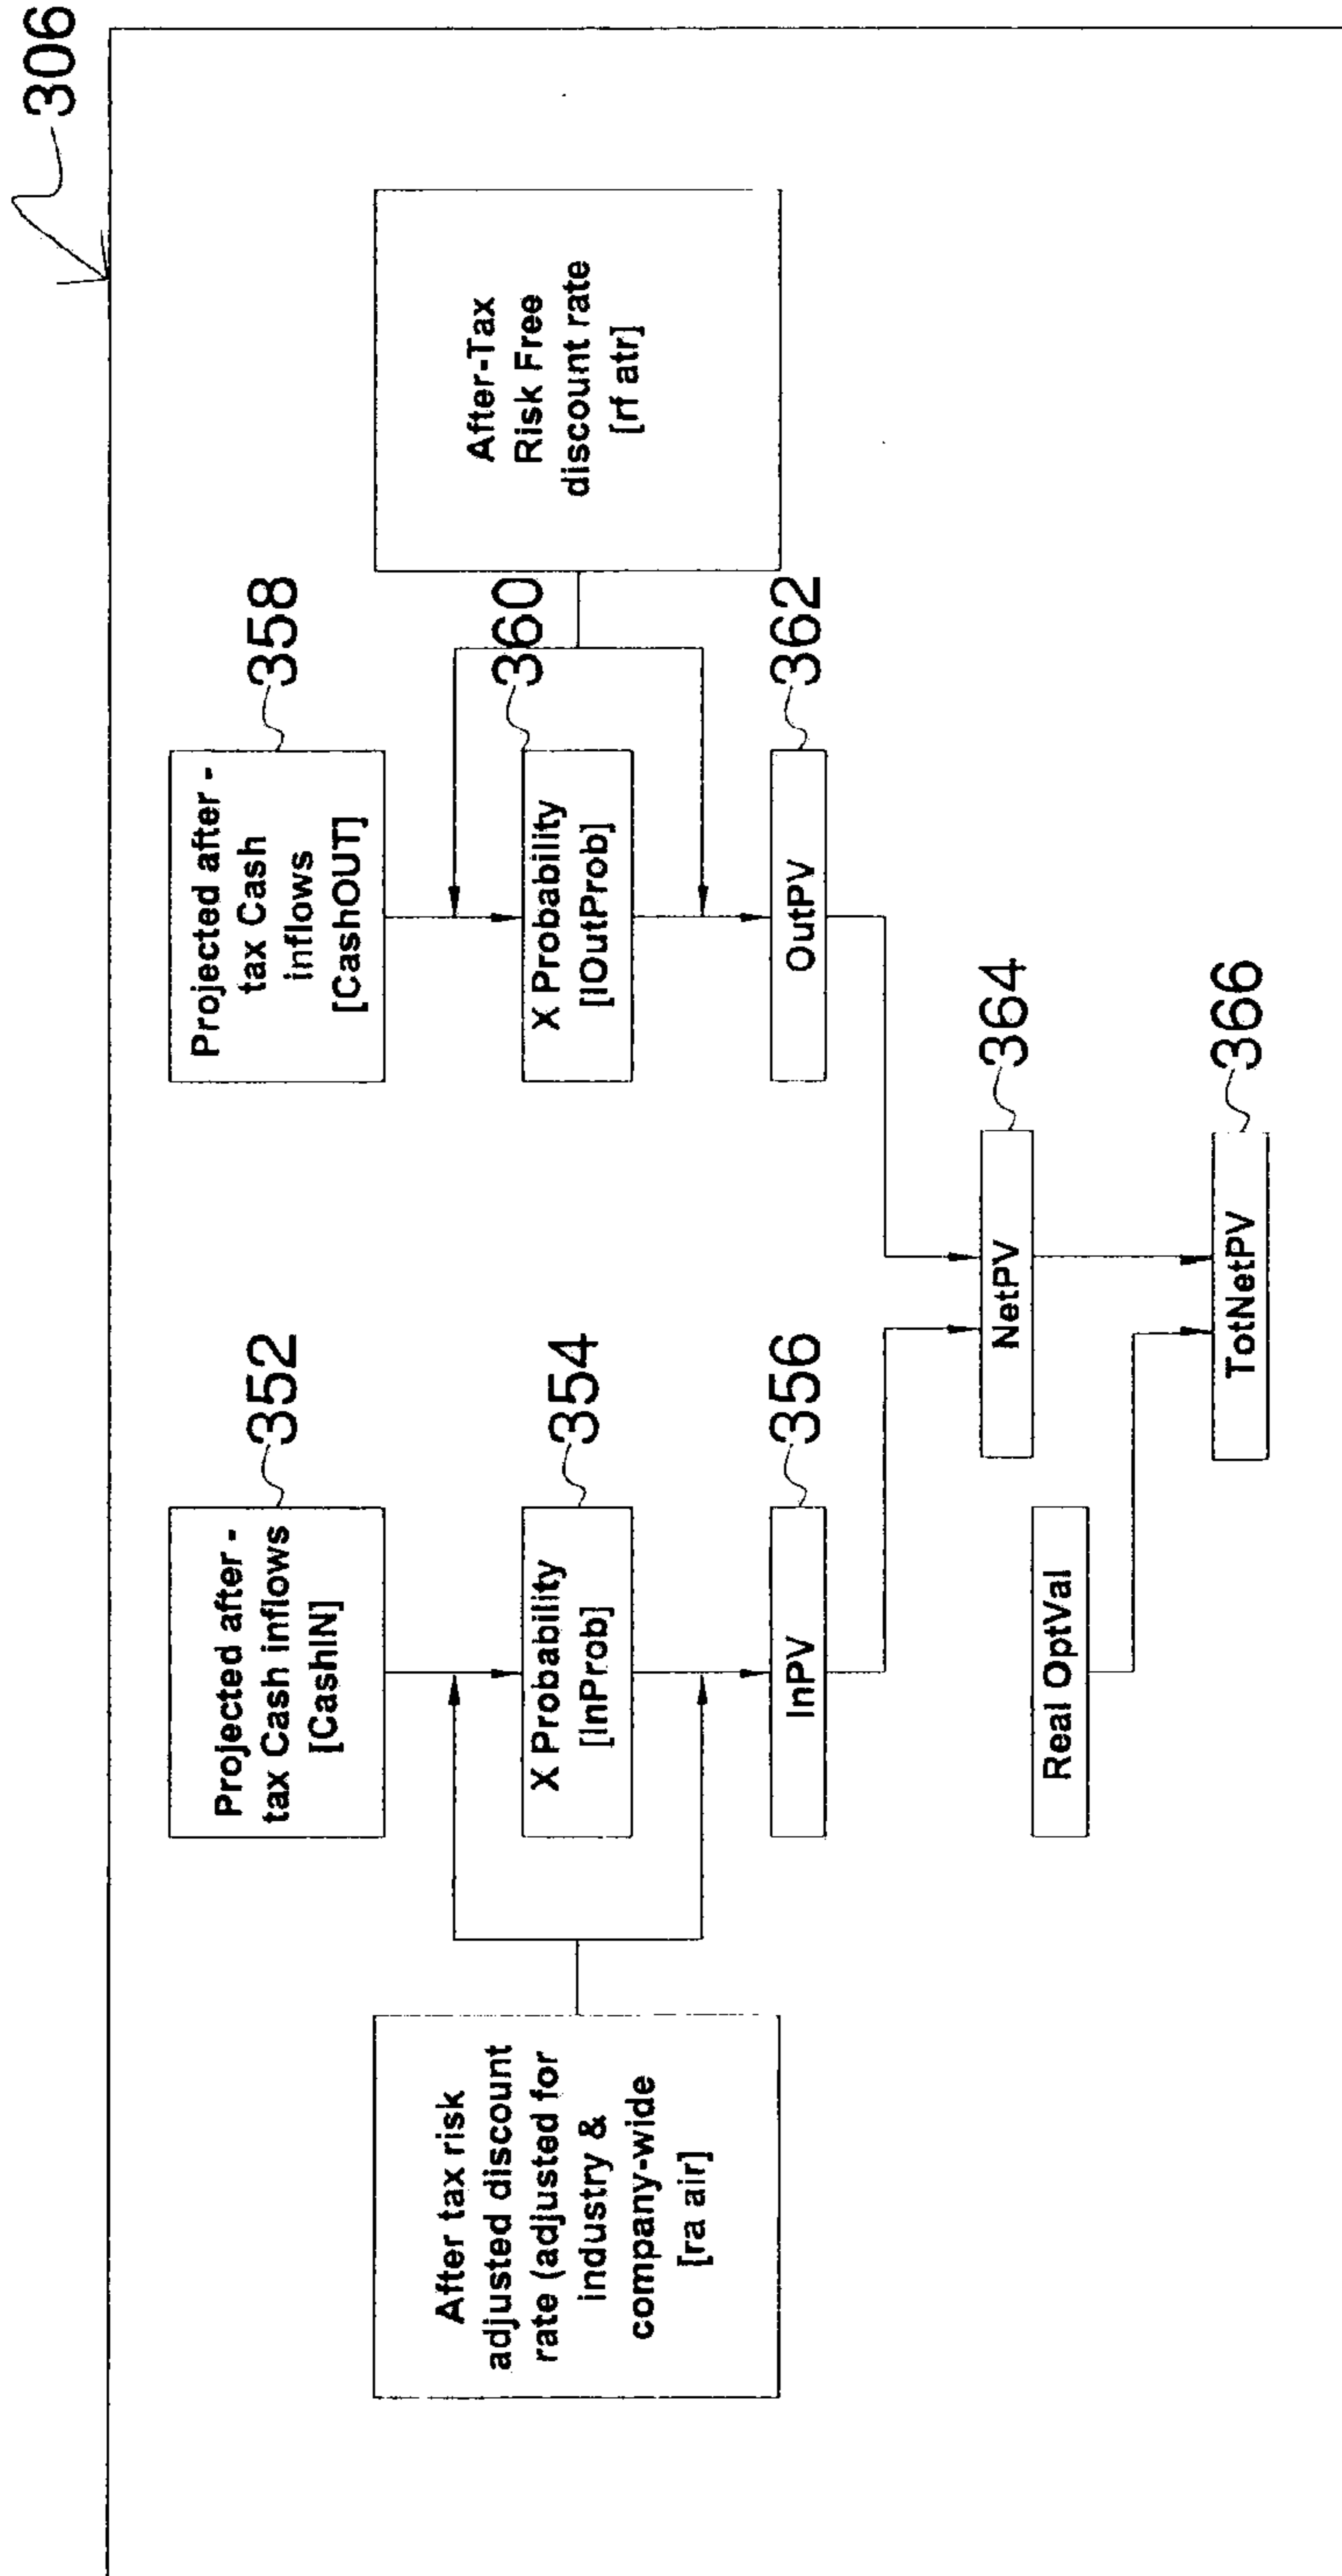 306
Projected after -
tax Cash inflows
[CashIN]
352
Projected after -
tax Cash
inflows
[CashOUT]
358
After tax risk
adjusted discount
rate (adjusted for
industry &
company-wide
[ra air]
X Probability
[InProb]
354
X Probability
[IOutProb]
360
After-Tax
Risk Free
discount rate
[rf atr]
InPV
356
OutPV
362
NetPV
364
Real OptVal
TotNetPV
366